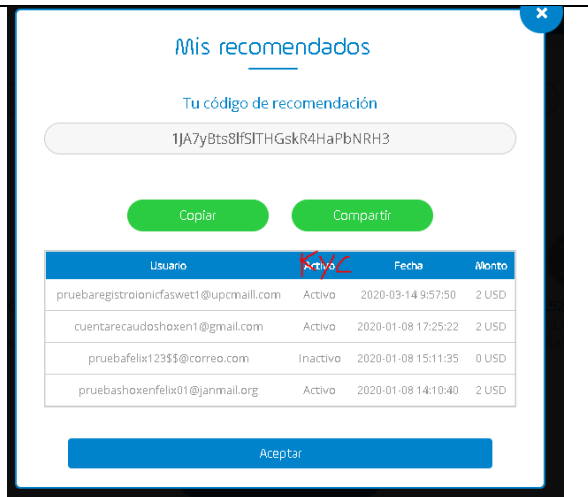 x
Mis recomendados
Tu código de recomendación
1JA7yBts8lfSlTHGskR4HaPbNRH3
Copiar Compartir
Usuario Activo KYC Fecha Monto
pruebaregistroionicfaswet1@upcmaill.com Activo 2020-03-14 9:57:50 2 USD
cuentarecaudoshoxen1@gmail.com Activo 2020-01-08 17:25:22 2 USD
pruebafelix123$$@correo.com Inactivo 2020-01-08 15:11:35 0 USD
pruebashoxenfelix01@janmail.org Activo 2020-01-08 14:10:40 2 USD
Aceptar